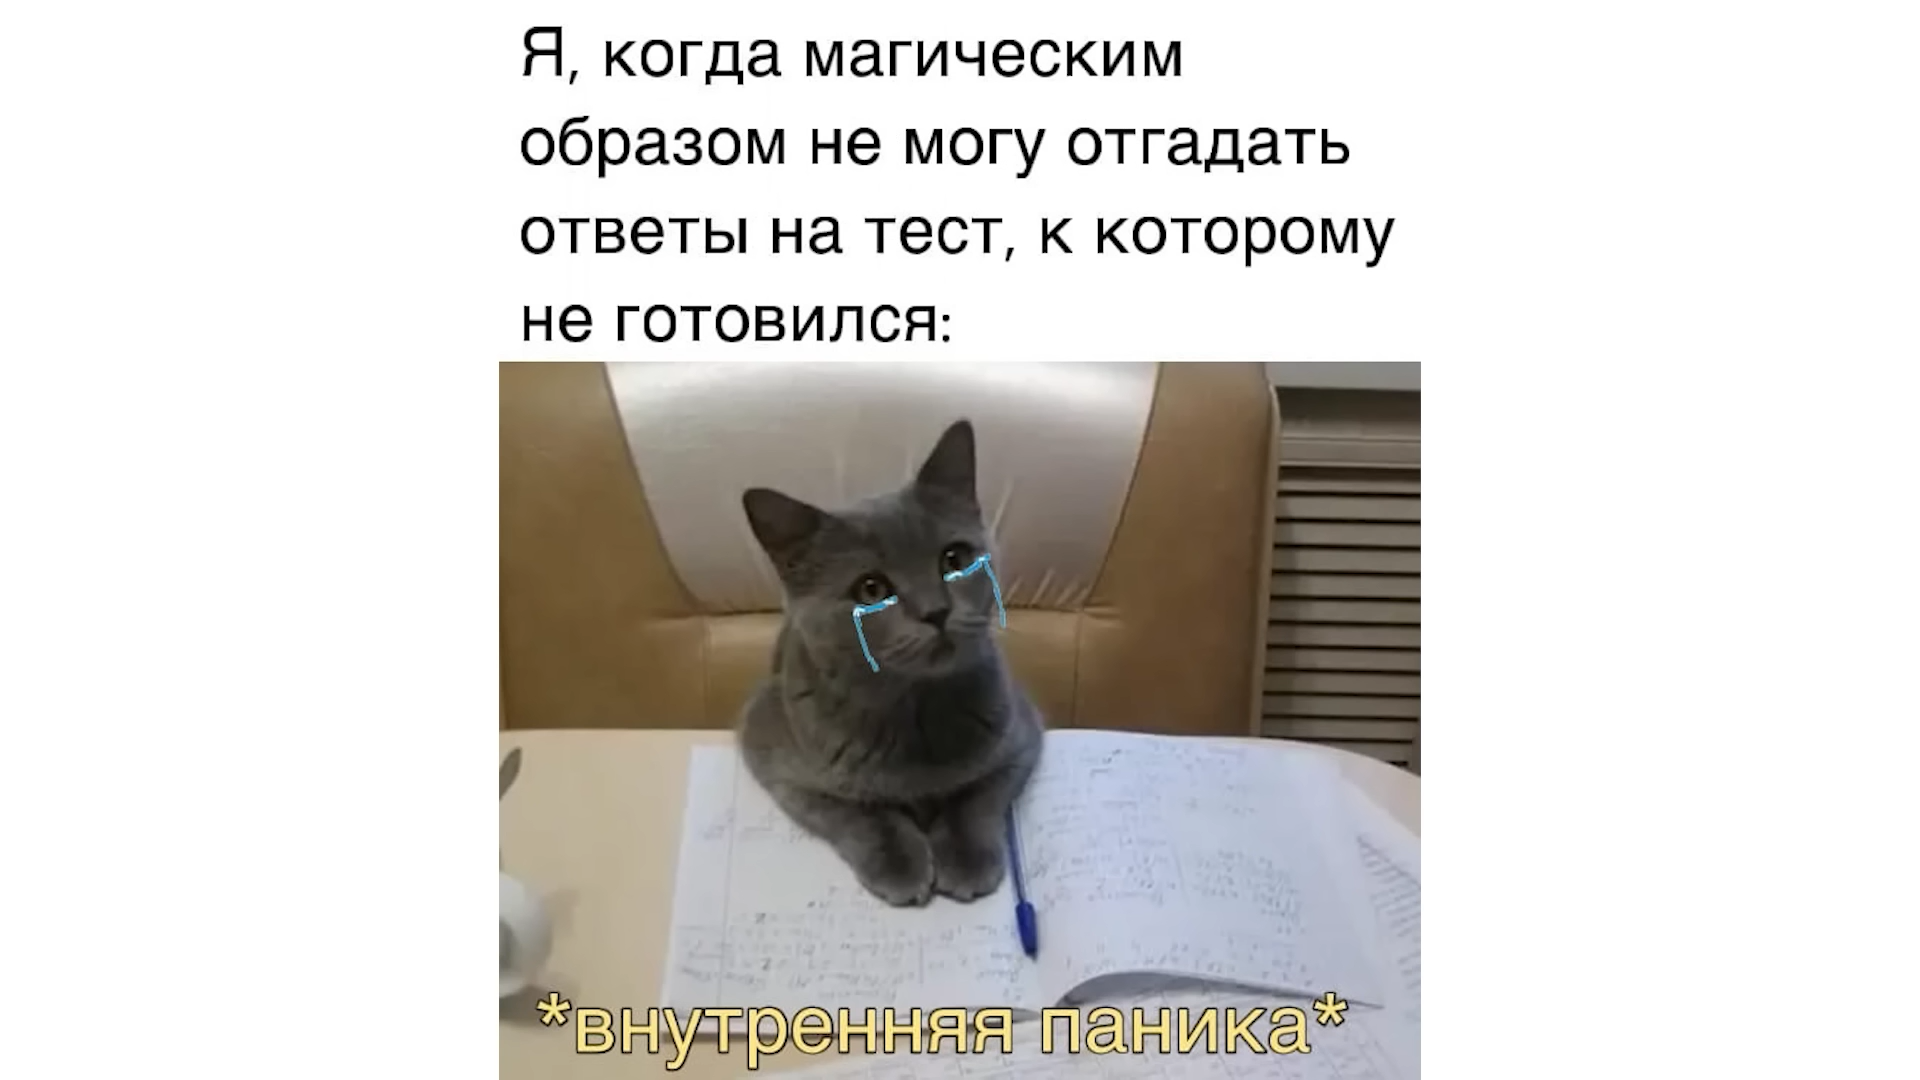 Я, когда магическим
образом не могу отгадать
ответы на тест, к которому
не готовился:
*внутренняя паника*